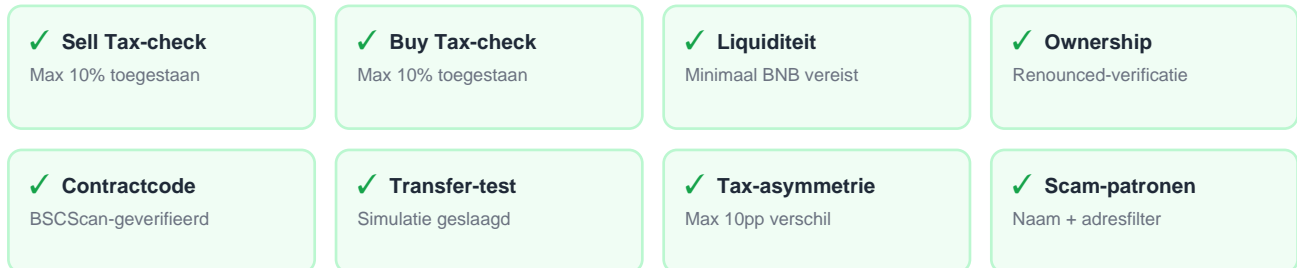 ✓ Sell Tax-check
Max 10% toegestaan
✓ Buy Tax-check
Max 10% toegestaan
✓ Liquiditeit
Minimaal BNB vereist
✓ Ownership
Renounced-verificatie
✓ Contractcode
BSCScan-geverifieerd
✓ Transfer-test
Simulatie geslaagd
✓ Tax-asymmetrie
Max 10pp verschil
✓ Scam-patronen
Naam + adresfilter